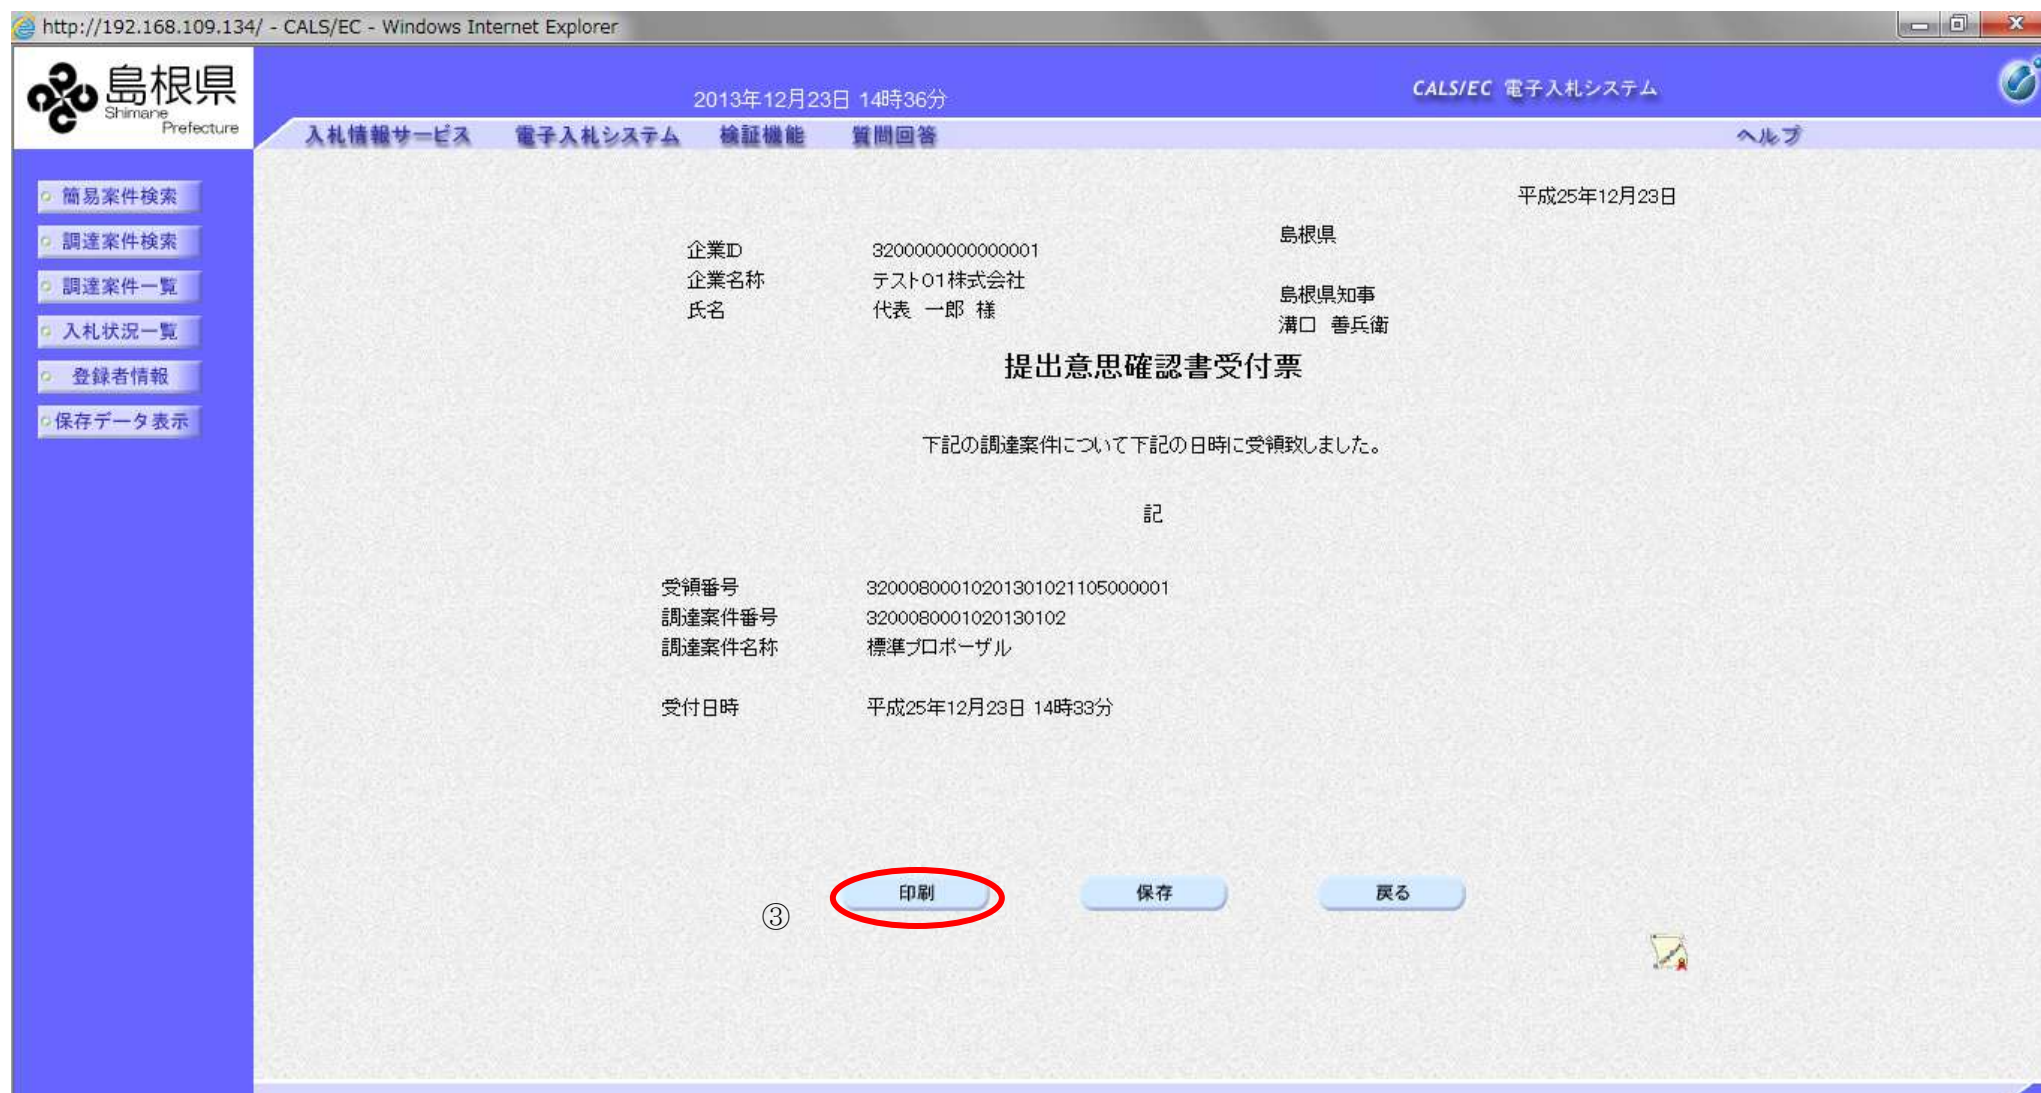 http://192.168.109.134/ - CALS/EC - Windows Internet Explorer
島根県
Shimane
Prefecture
2013年12月23日 14時36分
CALS/EC 電子入札システム
入札情報サービス 電子入札システム 検証機能 質問回答 ヘルプ
簡易案件検索
調達案件検索
調達案件一覧
入札状況一覧
登録者情報
保存データ表示
平成25年12月23日
島根県
企業ID 3200000000000001
企業名称 テスト01株式会社
島根県知事
氏名 代表 一郎 様
溝口 善兵衛
提出意思確認書受付票
下記の調達案件について下記の日時に受領致しました。
記
受領番号 32000800010201301021105000001
調達案件番号 3200080001020130102
調達案件名称 標準プロポーザル
受付日時 平成25年12月23日 14時33分
③ 印刷 保存 戻る